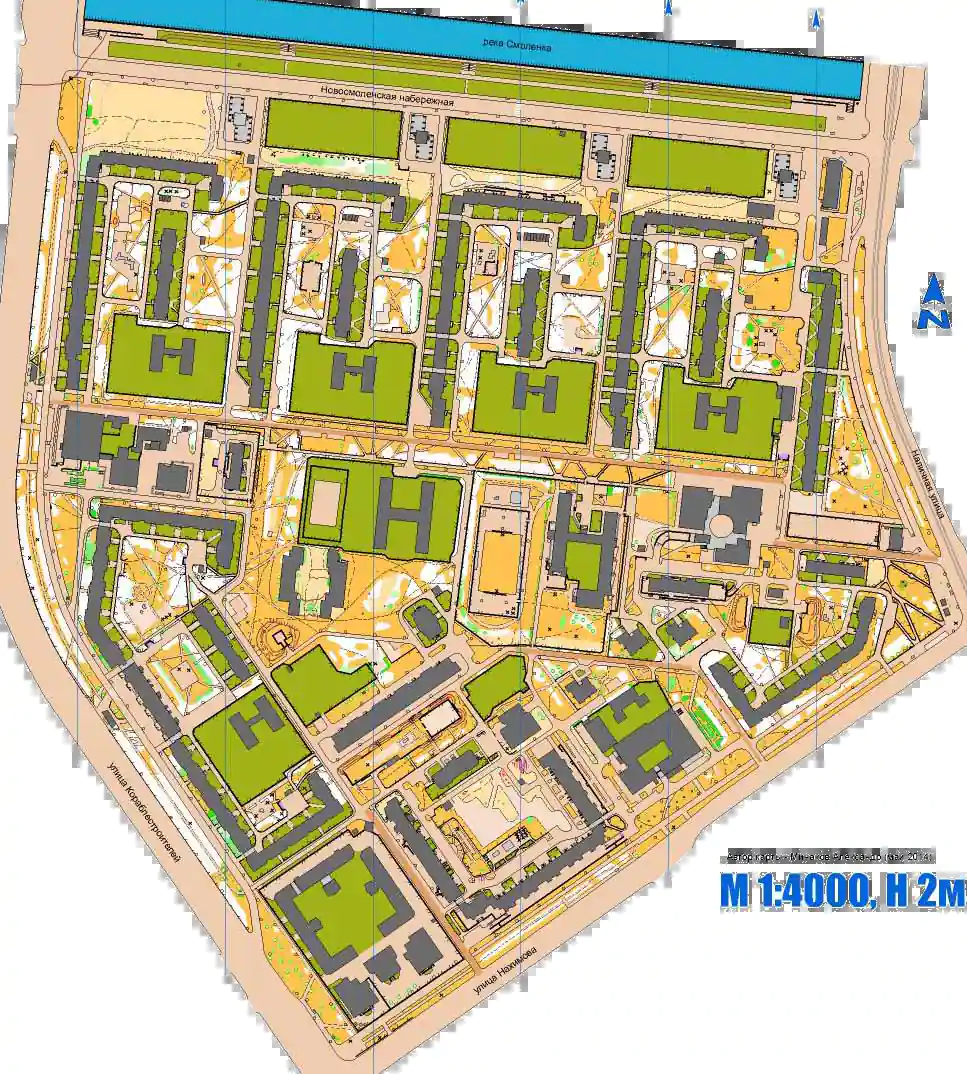 река Смоленка
Новосмоленская набережная
Наличная улица
улица Кораблестроителей
Автор карты - Минаков Александр (май 2014)
М 1:4000, H 2м
улица Нахимова